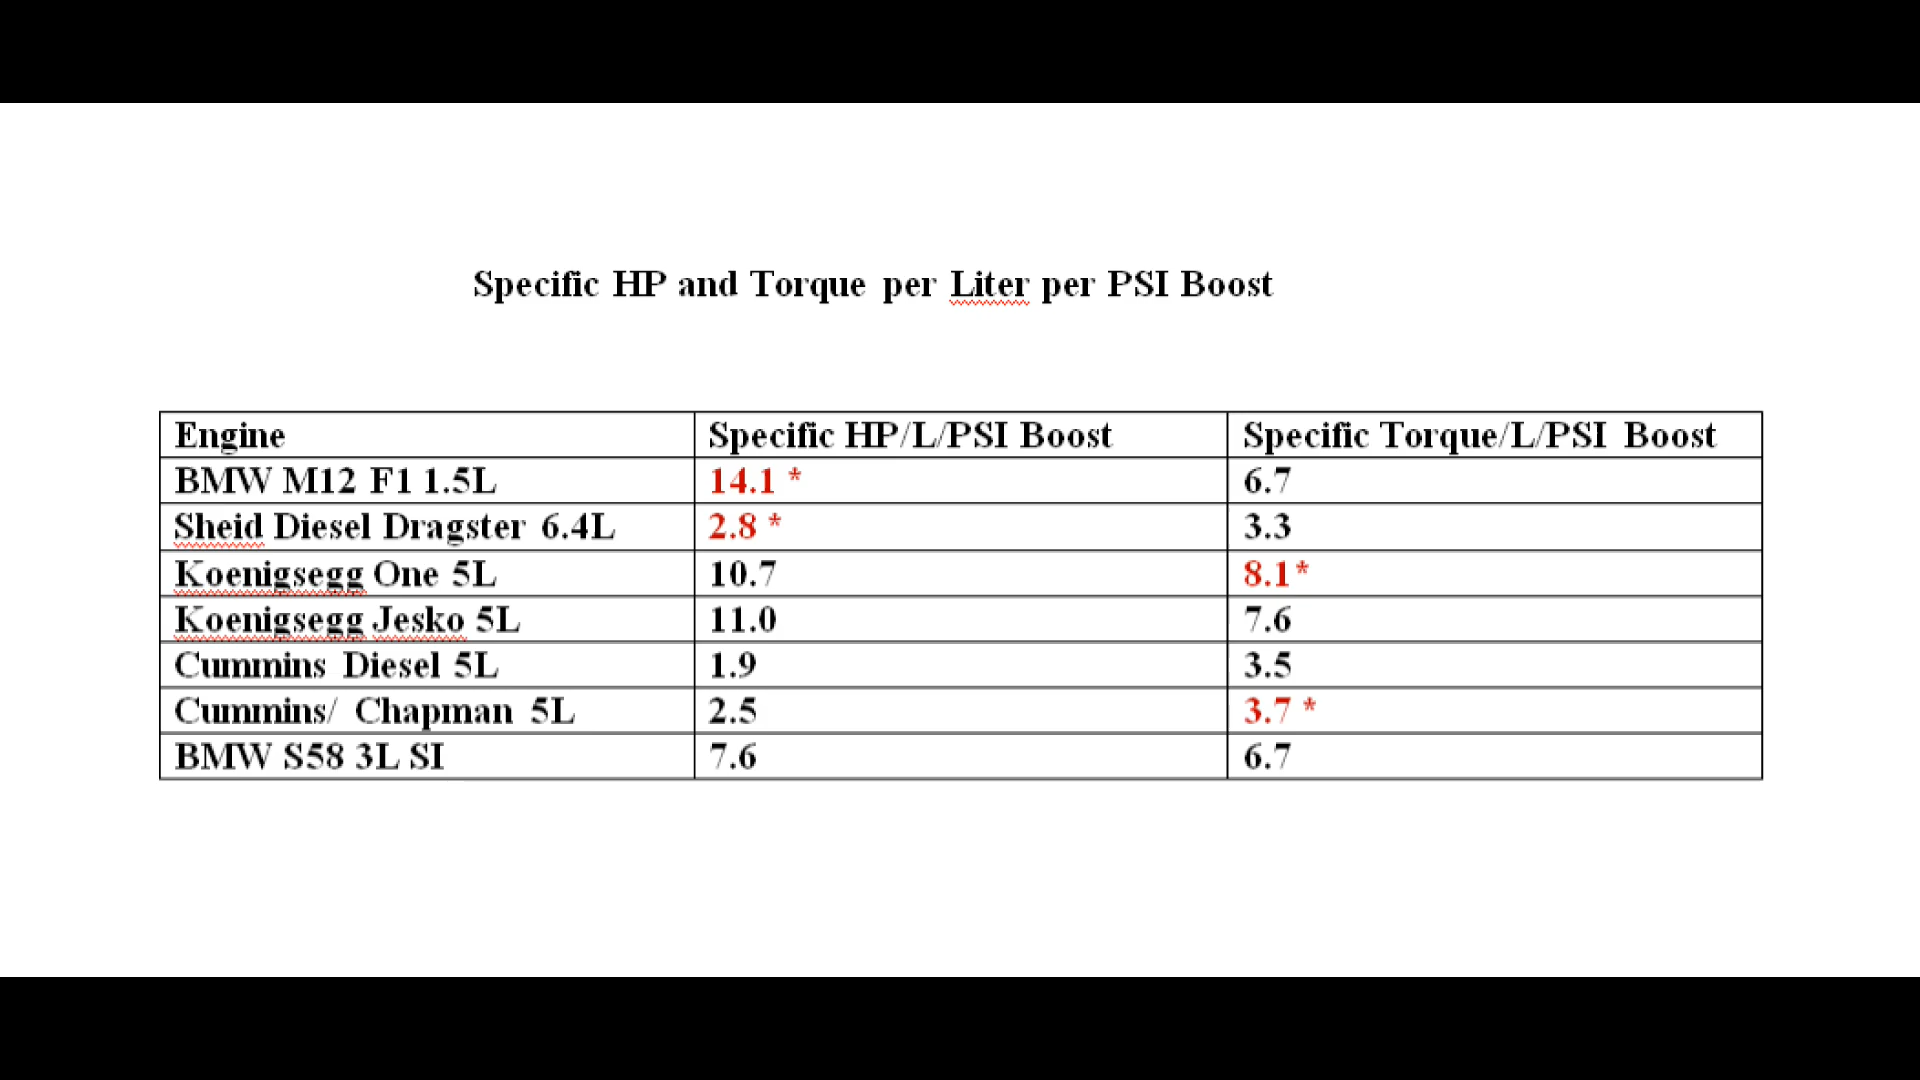 Specific HP and Torque per Liter per PSI Boost
Engine Specific HP/L/PSI Boost Specific Torque/L/PSI Boost
BMW M12 F1 1.5L 14.1 * 6.7
Sheid Diesel Dragster 6.4L 2.8 * 3.3
Koenigsegg One 5L 10.7 8.1*
Koenigsegg Jesko 5L 11.0 7.6
Cummins Diesel 5L 1.9 3.5
Cummins/ Chapman 5L 2.5 3.7 *
BMW S58 3L SI 7.6 6.7